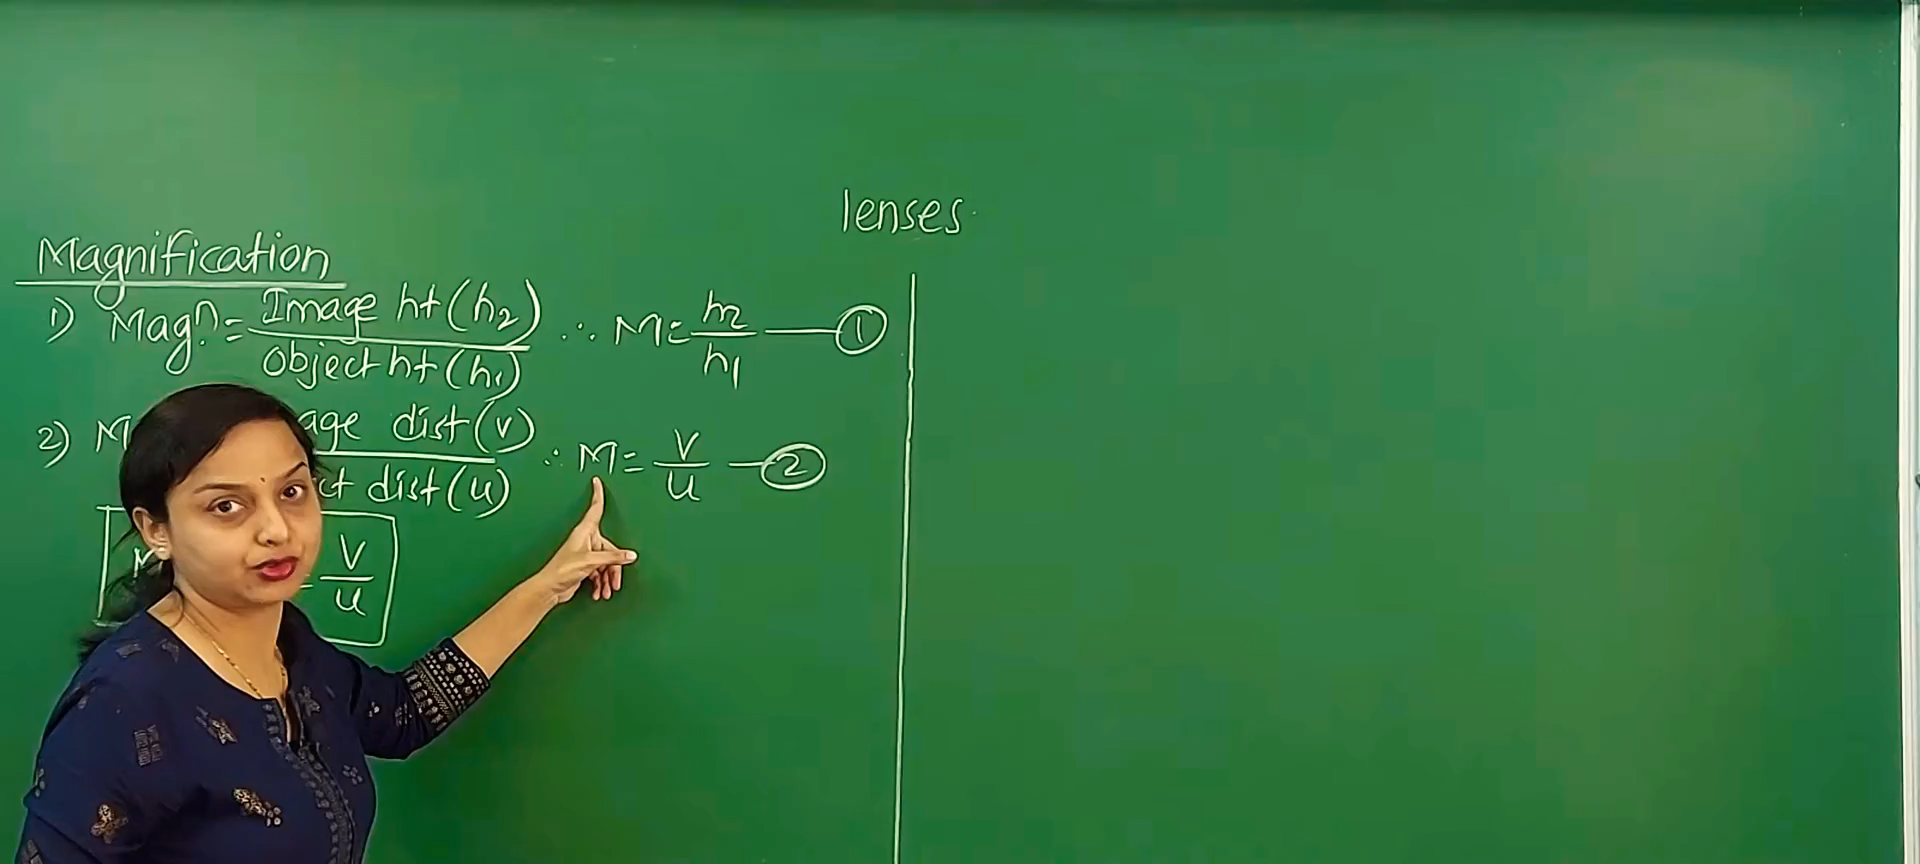 lenses
Magnification
1) Magn. = Image ht (h2) / Object ht (h1) ∴ M = h2 / h1 — 1
2) M age dist (v) / ct dist (u) ∴ M = v / u — 2
= v / u